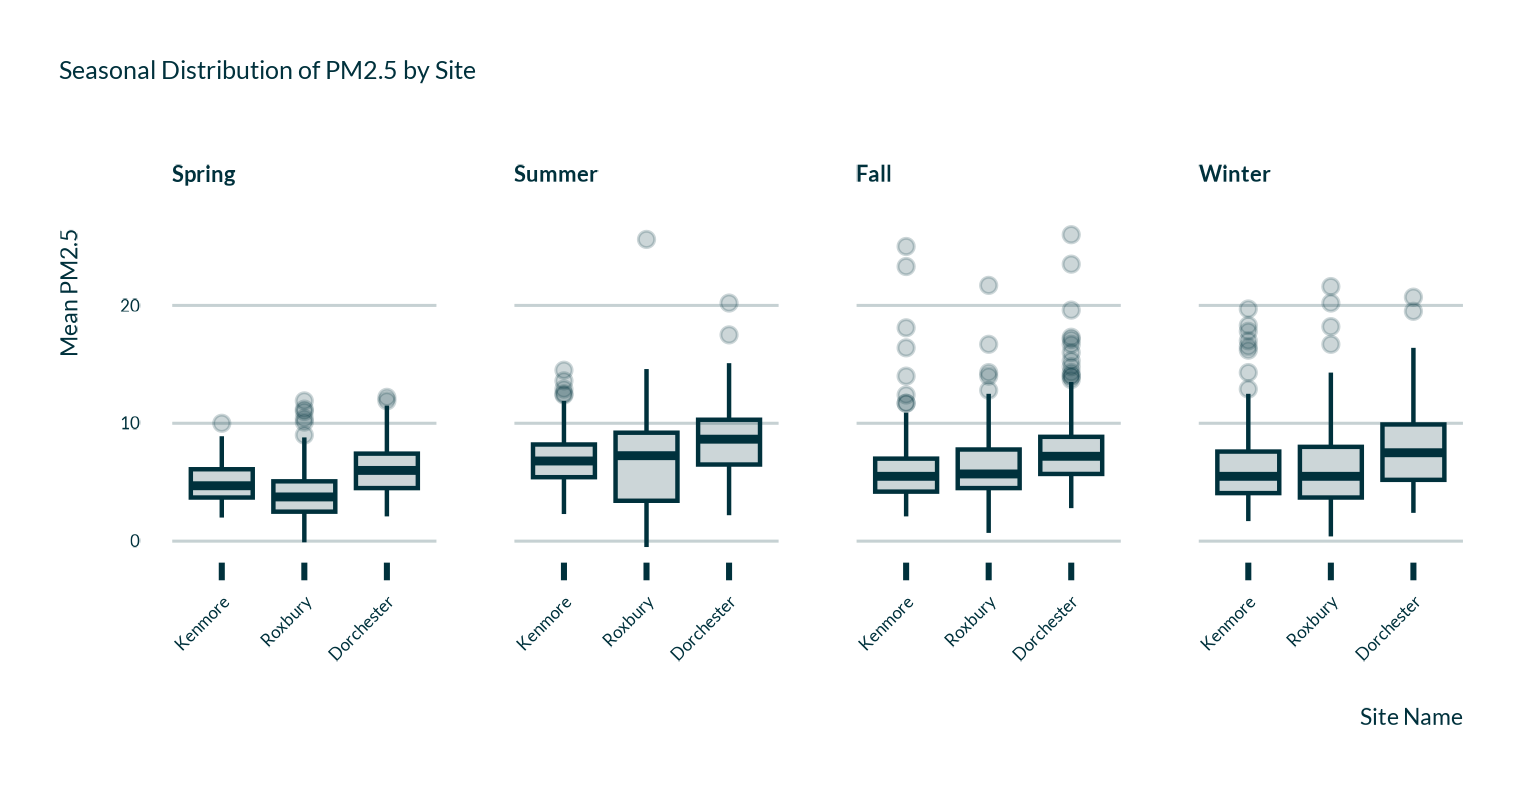 Seasonal Distribution of PM2.5 by Site
Spring
Summer
Fall
Winter
Mean PM2.5
20
10
0
Kenmore
Roxbury
Dorchester
Kenmore
Roxbury
Dorchester
Kenmore
Roxbury
Dorchester
Kenmore
Roxbury
Dorchester
Site Name